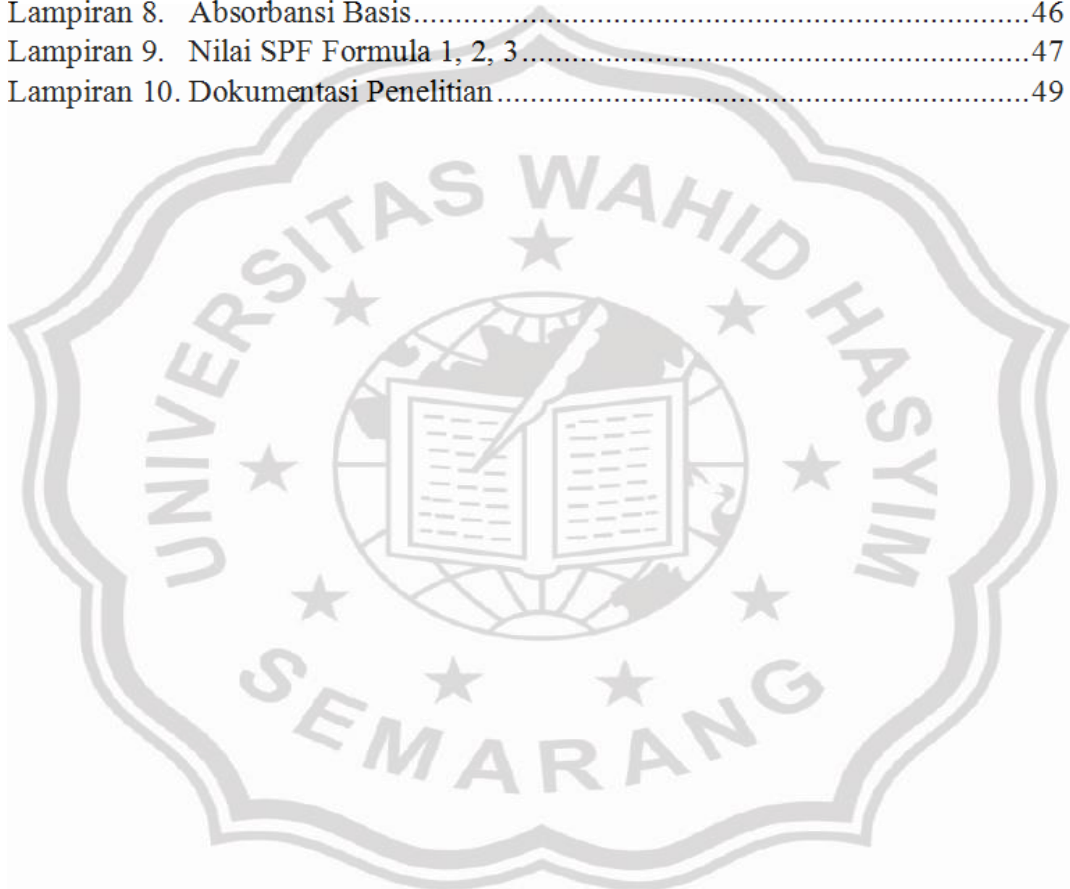 Lampiran 8. Absorbansi Basis.......................................................................... 46
Lampiran 9. Nilai SPF Formula 1, 2, 3............................................................. 47
Lampiran 10. Dokumentasi Penelitian................................................................ 49
UNIVERSITAS WAHID HASYIM
SEMARANG